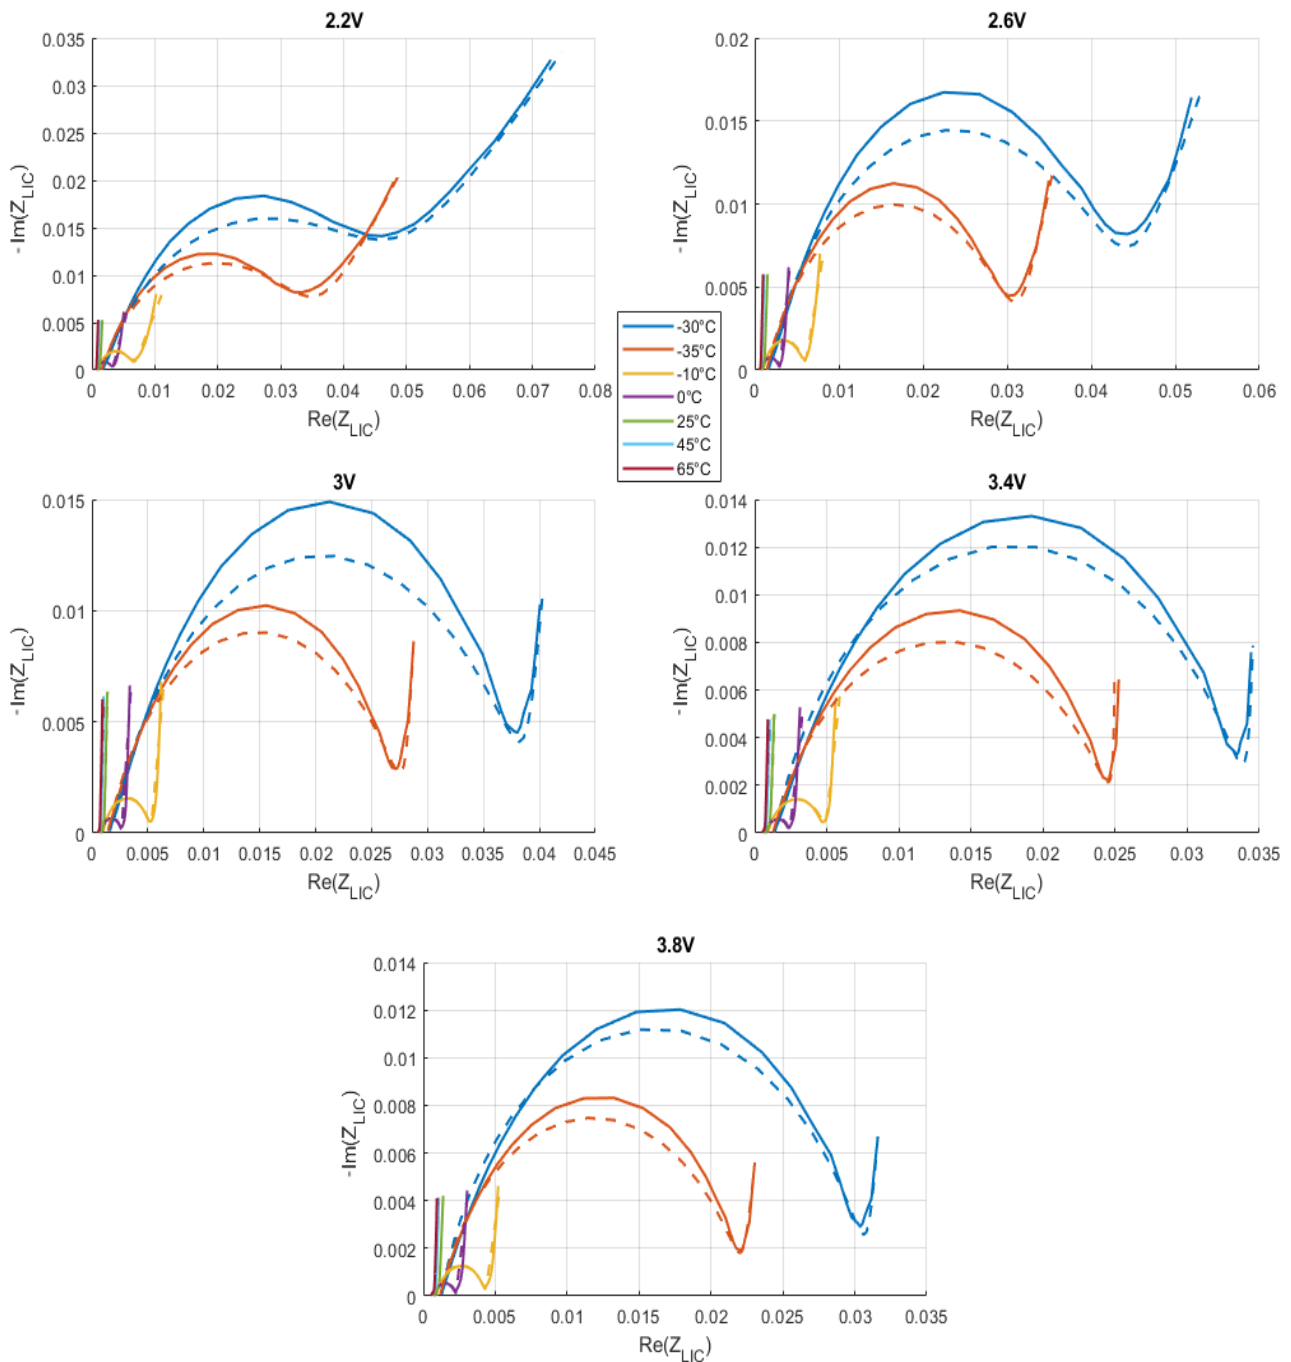 2.2V
0.035
0.03
0.025
0.02
0.015
0.01
0.005
0
-Im(Z_LIC)
0 0.01 0.02 0.03 0.04 0.05 0.06 0.07 0.08
Re(Z_LIC)
2.6V
0.02
0.015
0.01
0.005
0
-Im(Z_LIC)
0 0.01 0.02 0.03 0.04 0.05 0.06
Re(Z_LIC)
-30°C
-35°C
-10°C
0°C
25°C
45°C
65°C
3V
0.015
0.01
0.005
0
-Im(Z_LIC)
0 0.005 0.01 0.015 0.02 0.025 0.03 0.035 0.04 0.045
Re(Z_LIC)
3.4V
0.014
0.012
0.01
0.008
0.006
0.004
0.002
0
-Im(Z_LIC)
0 0.005 0.01 0.015 0.02 0.025 0.03 0.035
Re(Z_LIC)
3.8V
0.014
0.012
0.01
0.008
0.006
0.004
0.002
0
-Im(Z_LIC)
0 0.005 0.01 0.015 0.02 0.025 0.03 0.035
Re(Z_LIC)